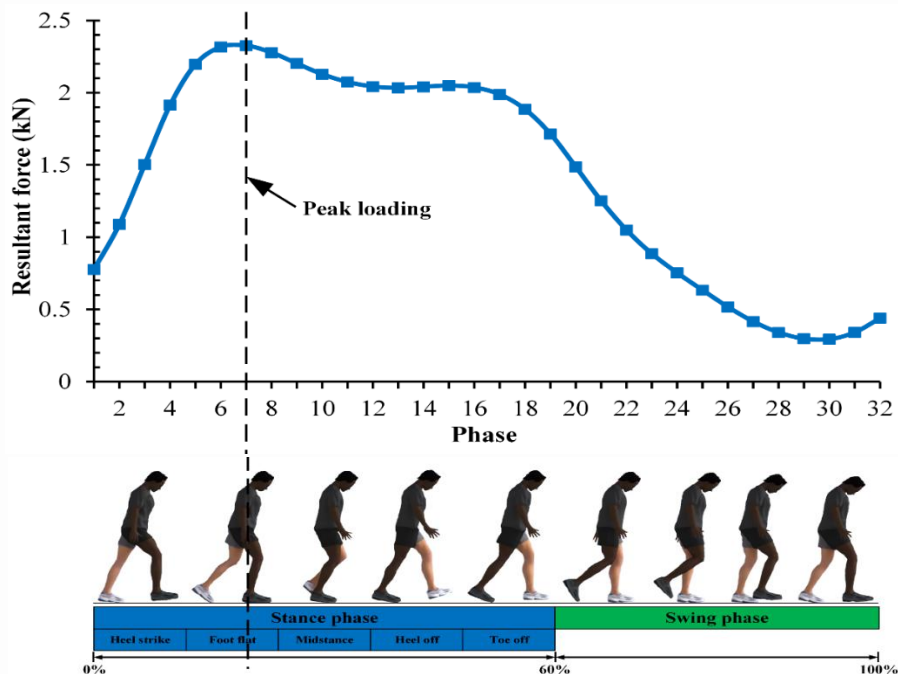 2.5
2
1.5
1
0.5
0
Resultant force (kN)
Peak loading
2 4 6 8 10 12 14 16 18 20 22 24 26 28 30 32
Phase
Stance phase Swing phase
Heel strike Foot flat Midstance Heel off Toe off
0% 60% 100%